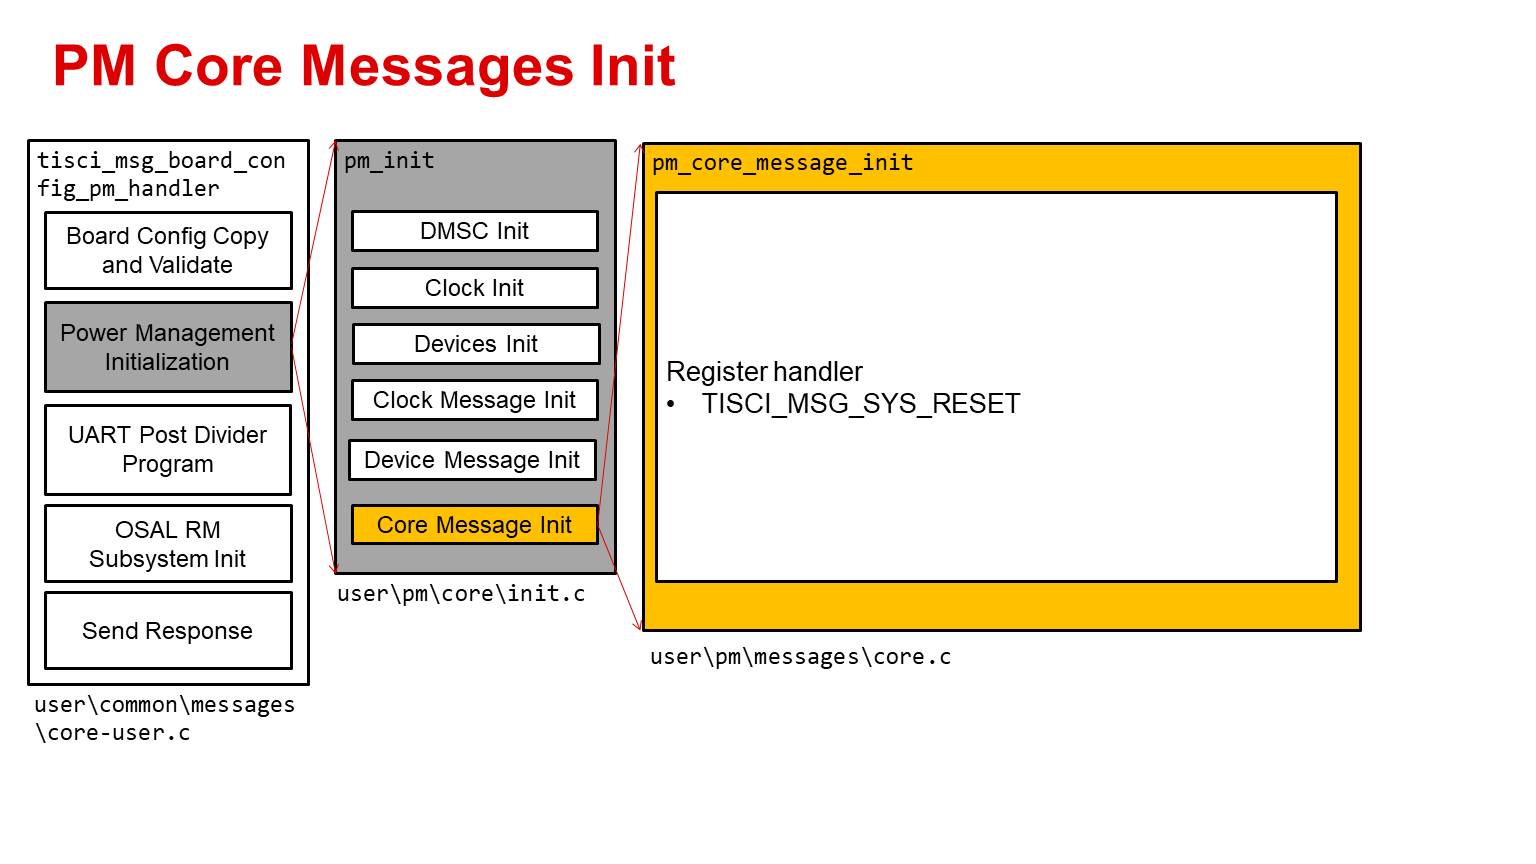 PM Core Messages Init
tisci_msg_board_con
fig_pm_handler
Board Config Copy
and Validate
Power Management
Initialization
UART Post Divider
Program
OSAL RM
Subsystem Init
Send Response
user\common\messages
\core-user.c
pm_init
DMSC Init
Clock Init
Devices Init
Clock Message Init
Device Message Init
Core Message Init
user\pm\core\init.c
pm_core_message_init
Register handler
• TISCI_MSG_SYS_RESET
user\pm\messages\core.c